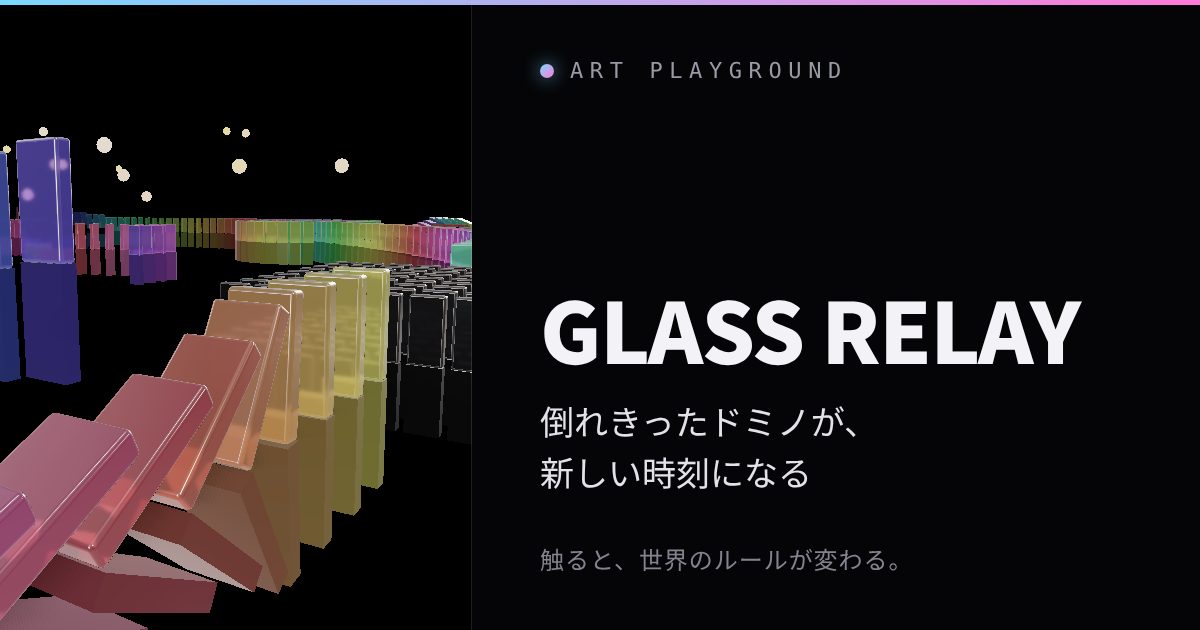 ART PLAYGROUND
GLASS RELAY
倒れきったドミノが、
新しい時刻になる
触ると、世界のルールが変わる。